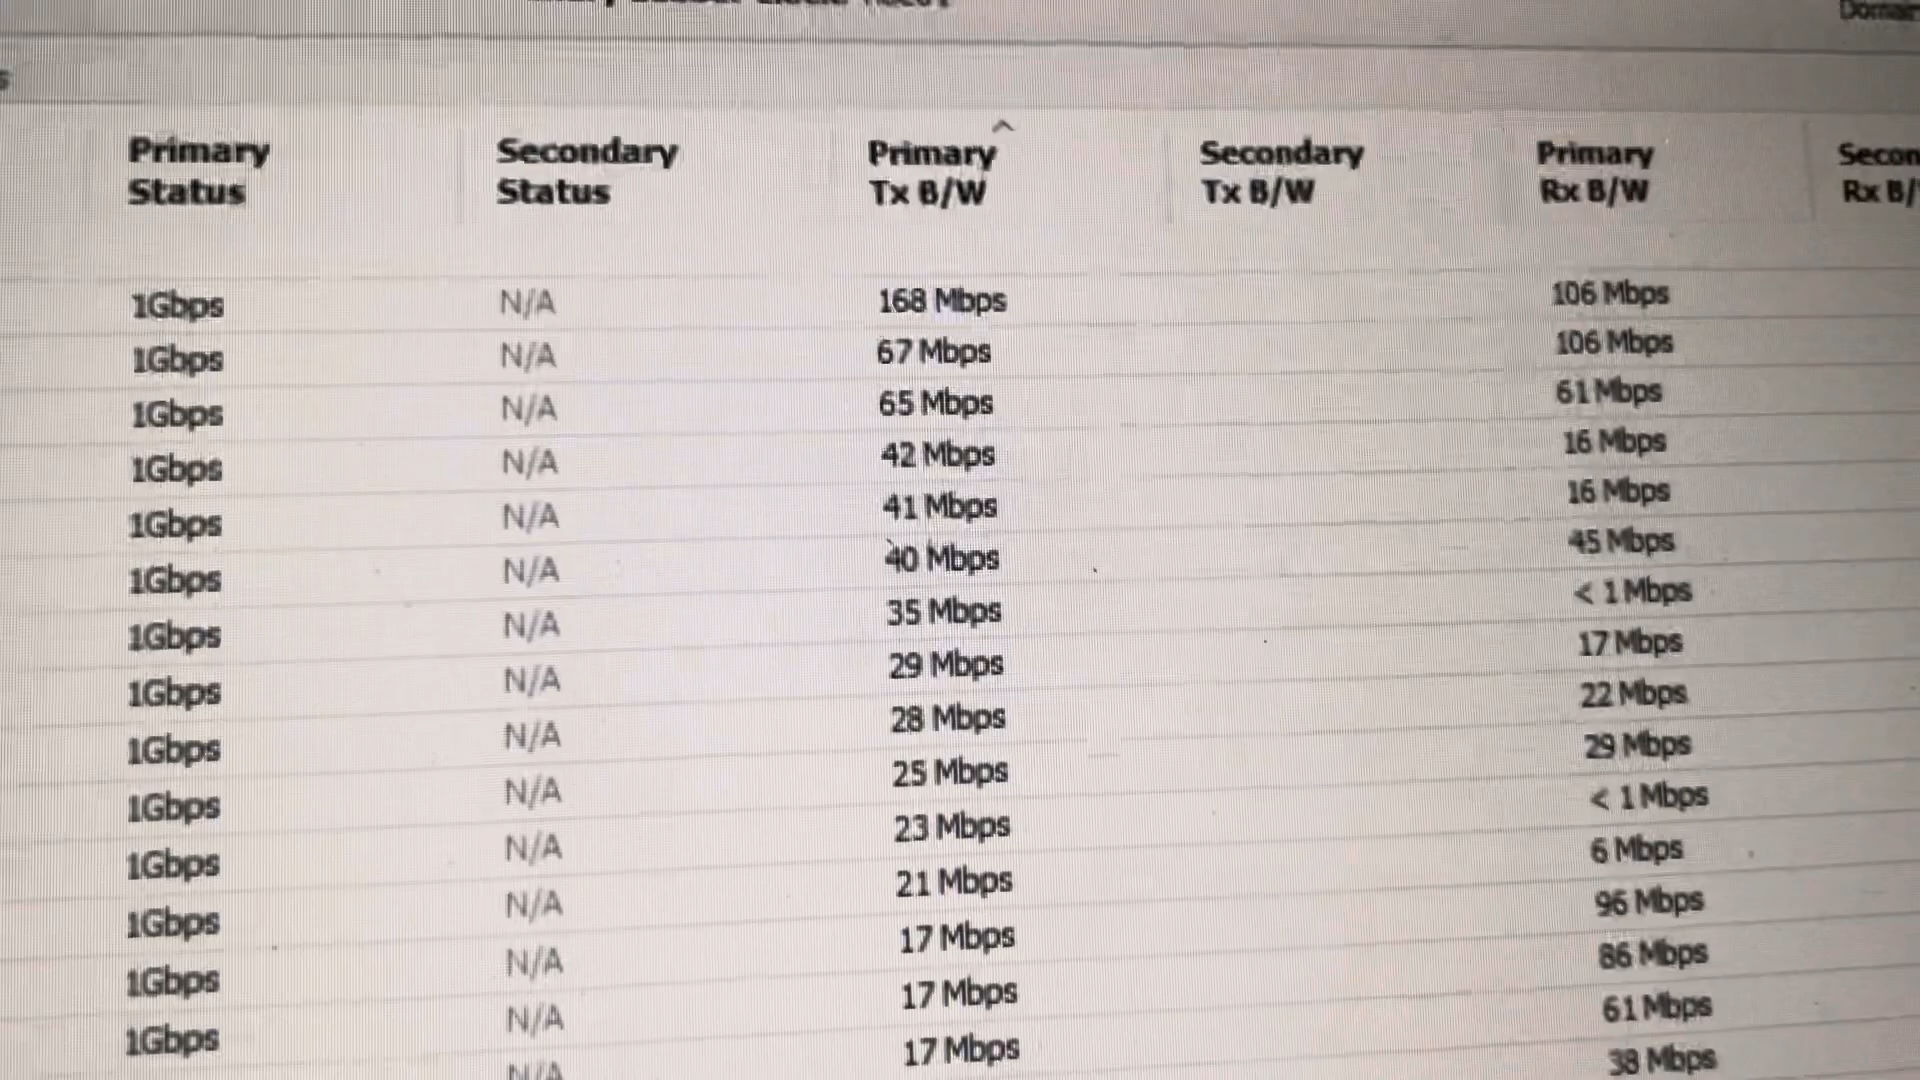 Primary Status Secondary Status Primary Tx B/W Secondary Tx B/W Primary Rx B/W Secon Rx B/
1Gbps N/A 168 Mbps 106 Mbps
1Gbps N/A 67 Mbps 106 Mbps
1Gbps N/A 65 Mbps 61 Mbps
1Gbps N/A 42 Mbps 16 Mbps
1Gbps N/A 41 Mbps 16 Mbps
1Gbps N/A 40 Mbps 45 Mbps
1Gbps N/A 35 Mbps < 1 Mbps
1Gbps N/A 29 Mbps 17 Mbps
1Gbps N/A 28 Mbps 22 Mbps
1Gbps N/A 25 Mbps 29 Mbps
1Gbps N/A 23 Mbps < 1 Mbps
1Gbps N/A 21 Mbps 6 Mbps
1Gbps N/A 17 Mbps 96 Mbps
1Gbps N/A 17 Mbps 86 Mbps
N/A 17 Mbps 61 Mbps
38 Mbps